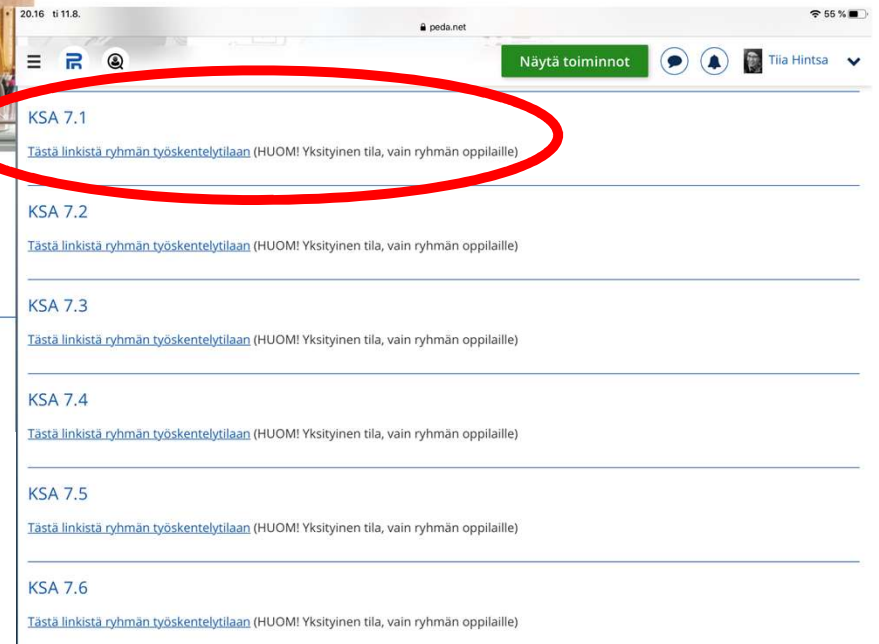 20.16 ti 11.8. 55 %
peda.net
Näytä toiminnot Tiia Hintsa
KSA 7.1
Tästä linkistä ryhmän työskentelytilaan (HUOM! Yksityinen tila, vain ryhmän oppilaille)
KSA 7.2
Tästä linkistä ryhmän työskentelytilaan (HUOM! Yksityinen tila, vain ryhmän oppilaille)
KSA 7.3
Tästä linkistä ryhmän työskentelytilaan (HUOM! Yksityinen tila, vain ryhmän oppilaille)
KSA 7.4
Tästä linkistä ryhmän työskentelytilaan (HUOM! Yksityinen tila, vain ryhmän oppilaille)
KSA 7.5
Tästä linkistä ryhmän työskentelytilaan (HUOM! Yksityinen tila, vain ryhmän oppilaille)
KSA 7.6
Tästä linkistä ryhmän työskentelytilaan (HUOM! Yksityinen tila, vain ryhmän oppilaille)